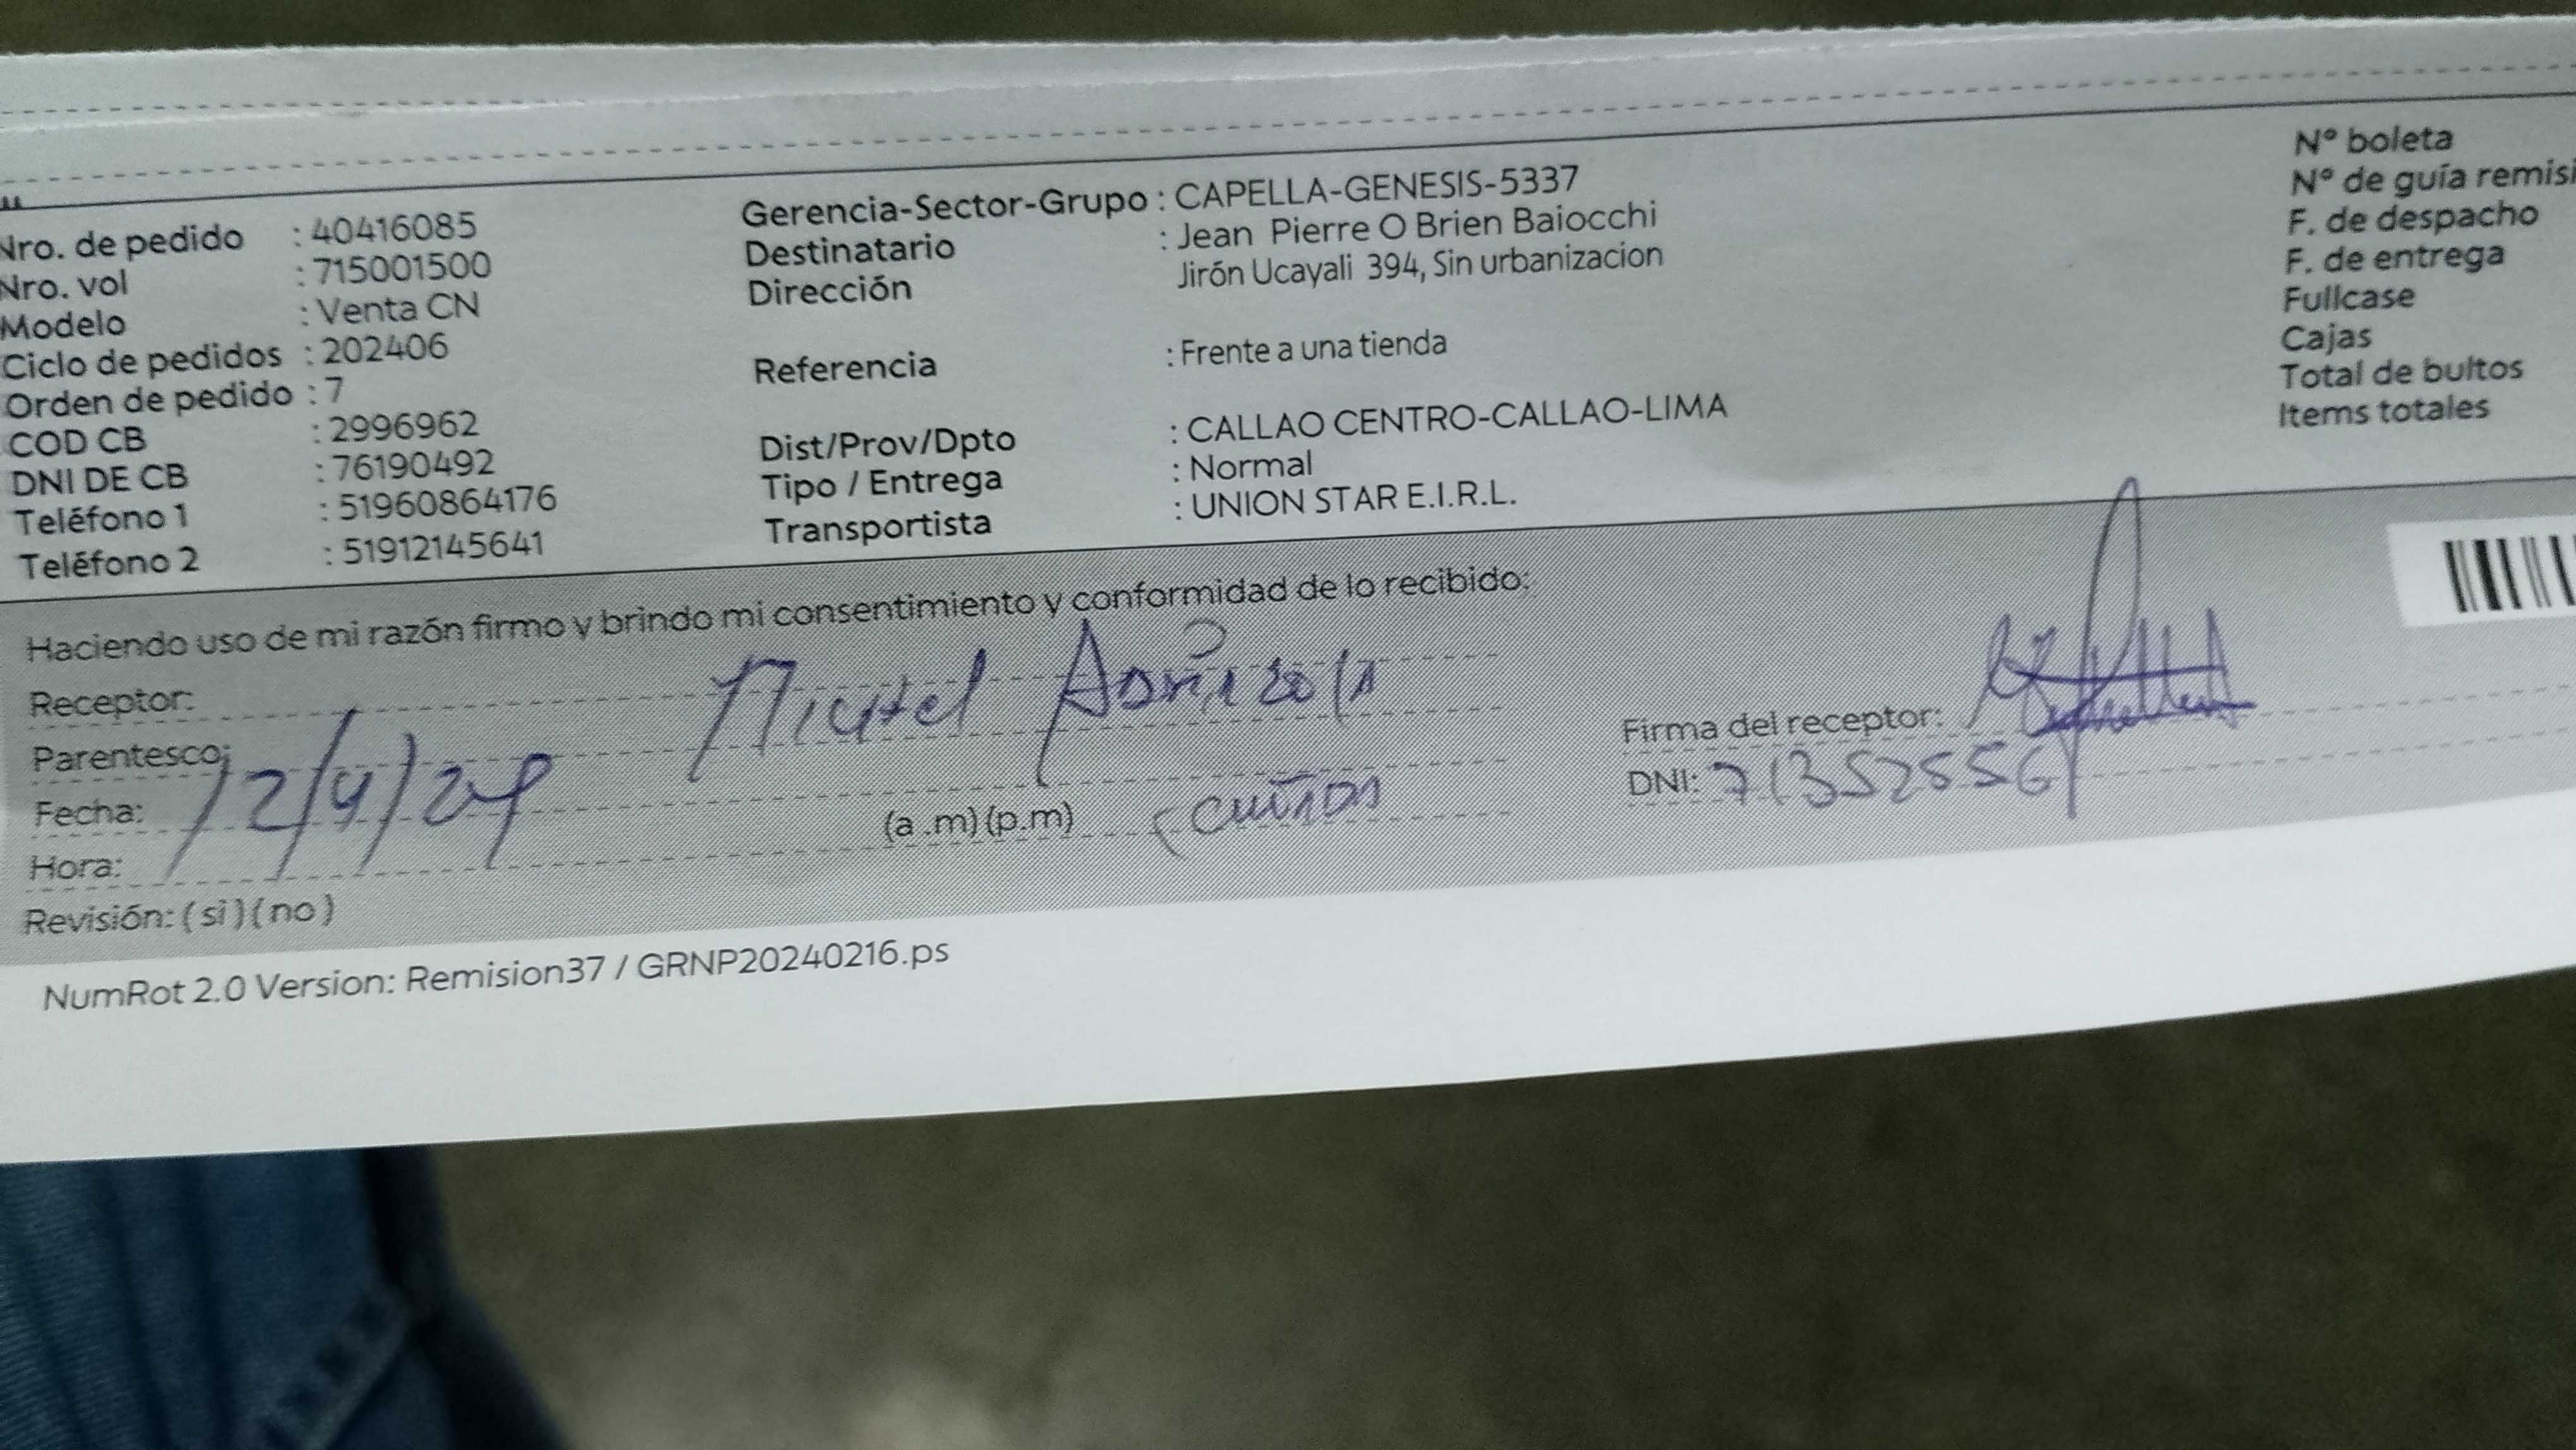 Nro. de pedido : 40416085
Nro. vol : 715001500
Modelo : Venta CN
Ciclo de pedidos : 202406
Orden de pedido : 7
COD CB : 2996962
DNI DE CB : 76190492
Teléfono 1 : 51960864176
Teléfono 2 : 51912145641
Gerencia-Sector-Grupo : CAPELLA-GENESIS-5337
Destinatario : Jean Pierre O Brien Baiocchi
Dirección Jirón Ucayali 394, Sin urbanizacion
Referencia : Frente a una tienda
Dist/Prov/Dpto : CALLAO CENTRO-CALLAO-LIMA
Tipo / Entrega : Normal
Transportista : UNION STAR E.I.R.L.
Nº boleta
Nº de guía remisi
F. de despacho
F. de entrega
Fullcase
Cajas
Total de bultos
Items totales
Haciendo uso de mi razón firmo y brindo mi consentimiento y conformidad de lo recibido:
Receptor:
Parentesco:
Fecha: 12/4/24
Hora: (a .m) (p.m)
Revisión: ( si ) ( no )
Firma del receptor:
DNI: 71352556
NumRot 2.0 Version: Remision37 / GRNP20240216.ps